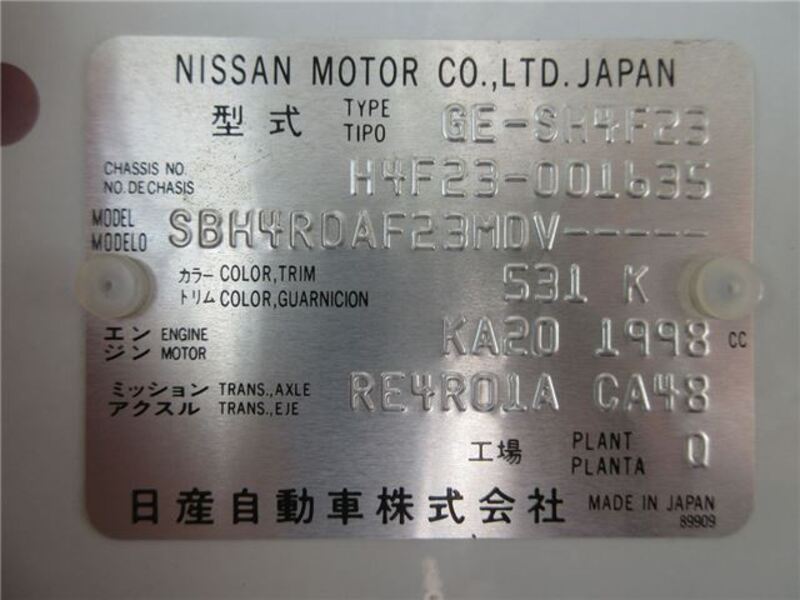 NISSAN MOTOR CO.,LTD. JAPAN
型式 TYPE TIPO GE-SH4F23
CHASSIS NO. NO. DE CHASIS H4F23-001635
MODEL MODELO SBH4RDAF23MDV-----
カラー COLOR,TRIM 531 K
トリム COLOR,GUARNICION
エン ENGINE KA20 1998 CC
ジン MOTOR
ミッション TRANS.,AXLE RE4R01A CA48
アクスル TRANS.,EJE
工場 PLANT PLANTA Q
日産自動車株式会社 MADE IN JAPAN
89909